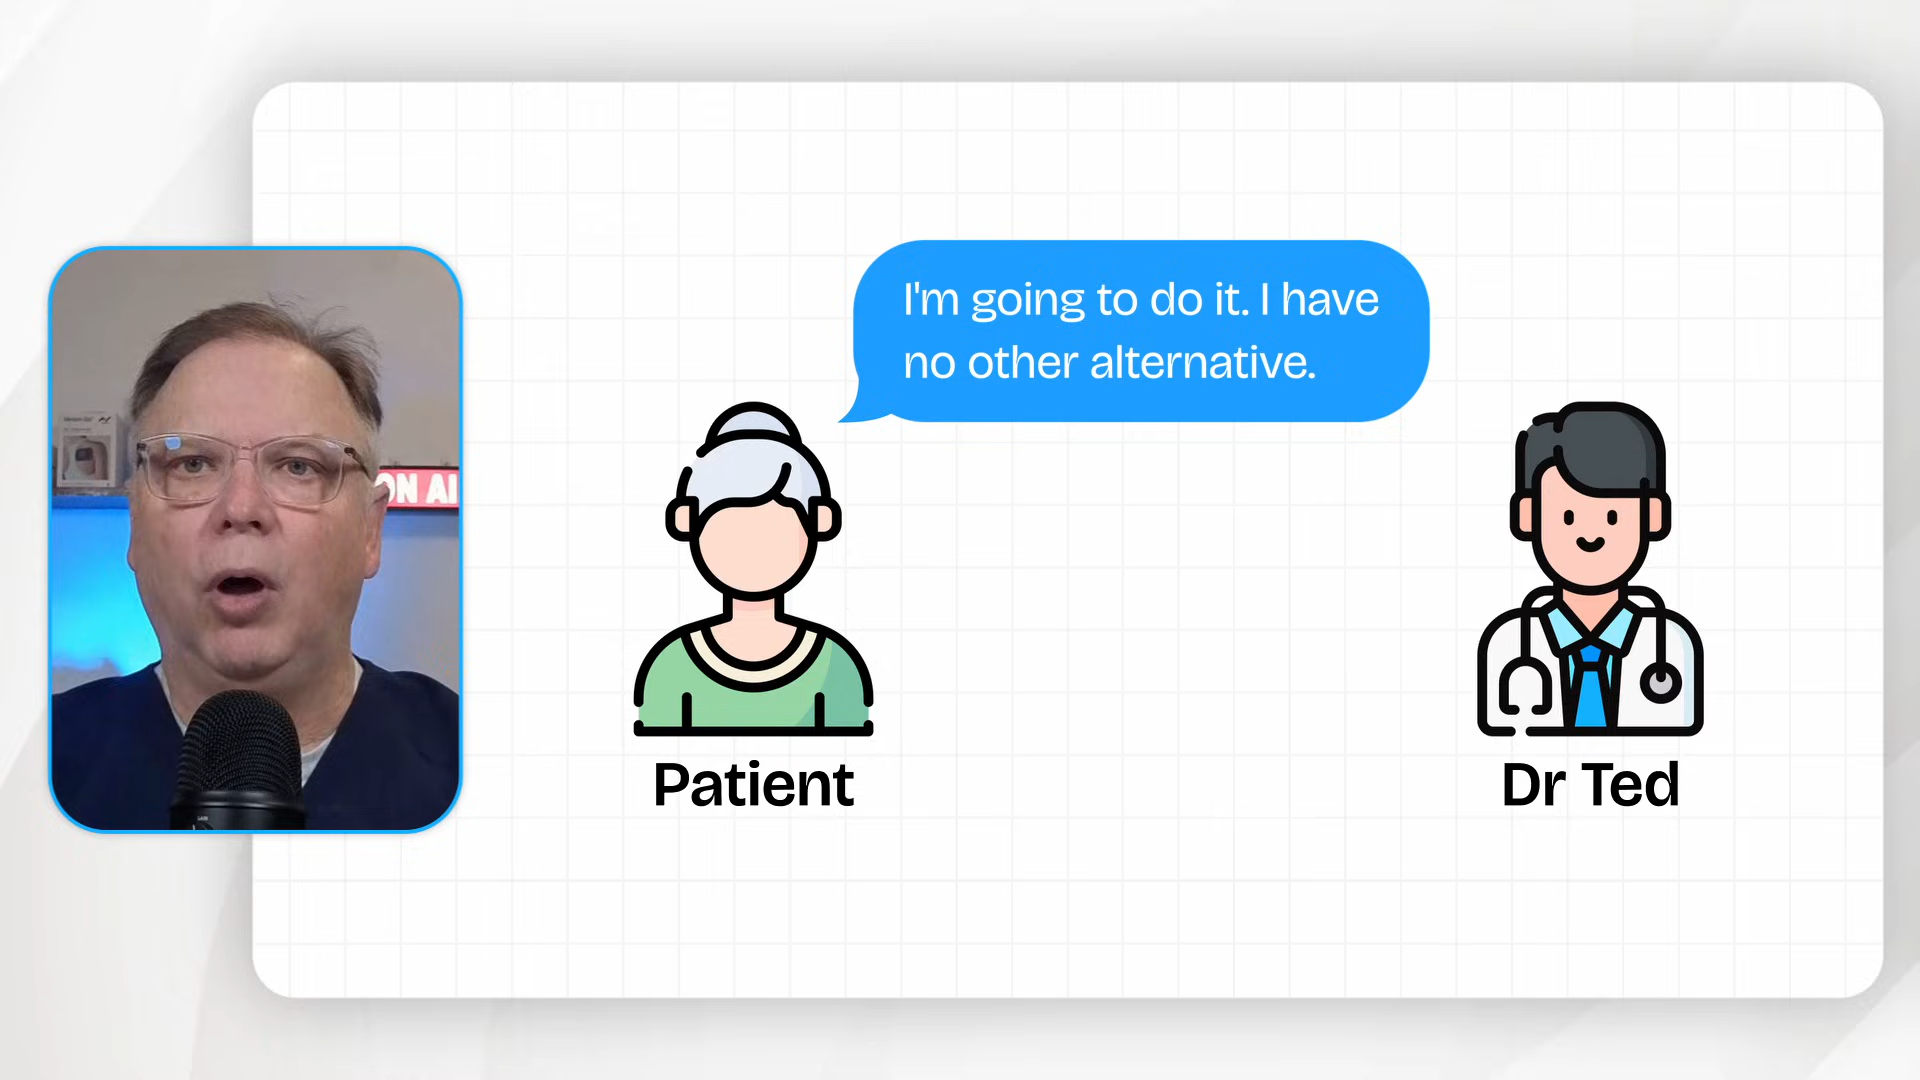 I'm going to do it. I have
no other alternative.
ON AI
Patient
Dr Ted